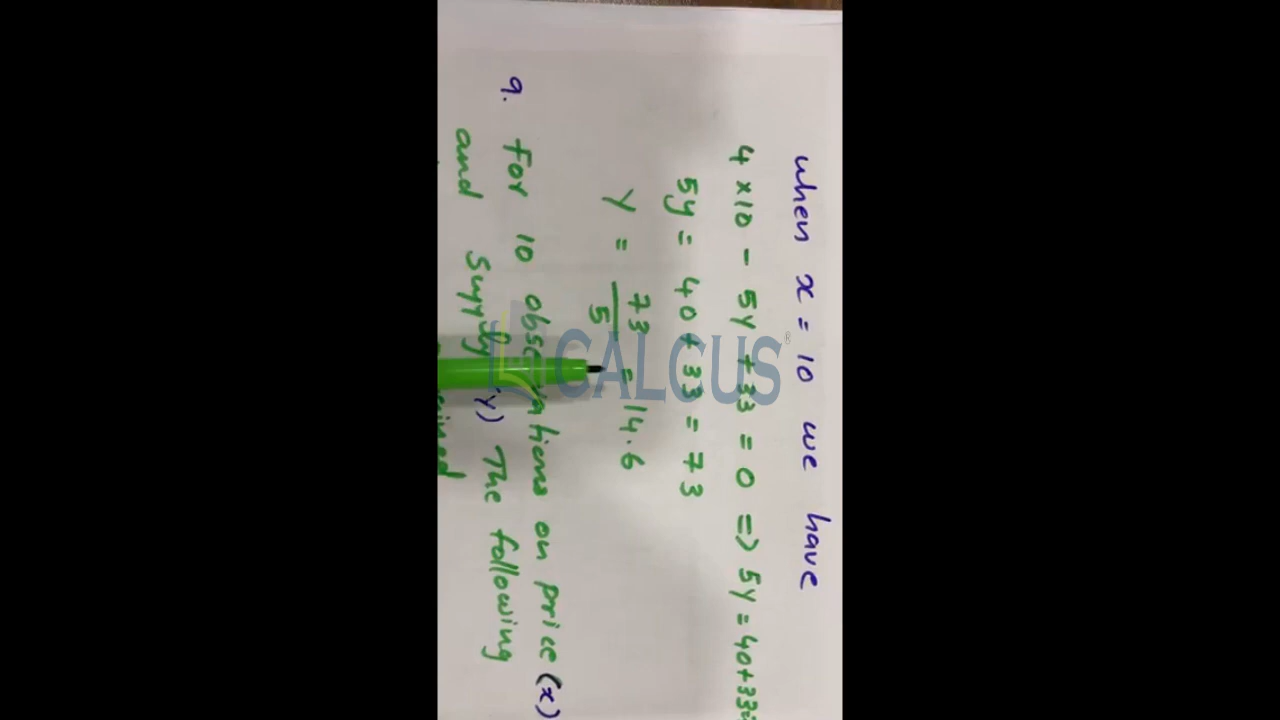 when x = 10 we have
4 × 10 - 5y + 33 = 0 => 5y = 40+33=
5y = 40 + 33 = 73
y = 73/5 = 14.6
9. For 10 observations on price (x)
and supply (y) The following
CALCUS